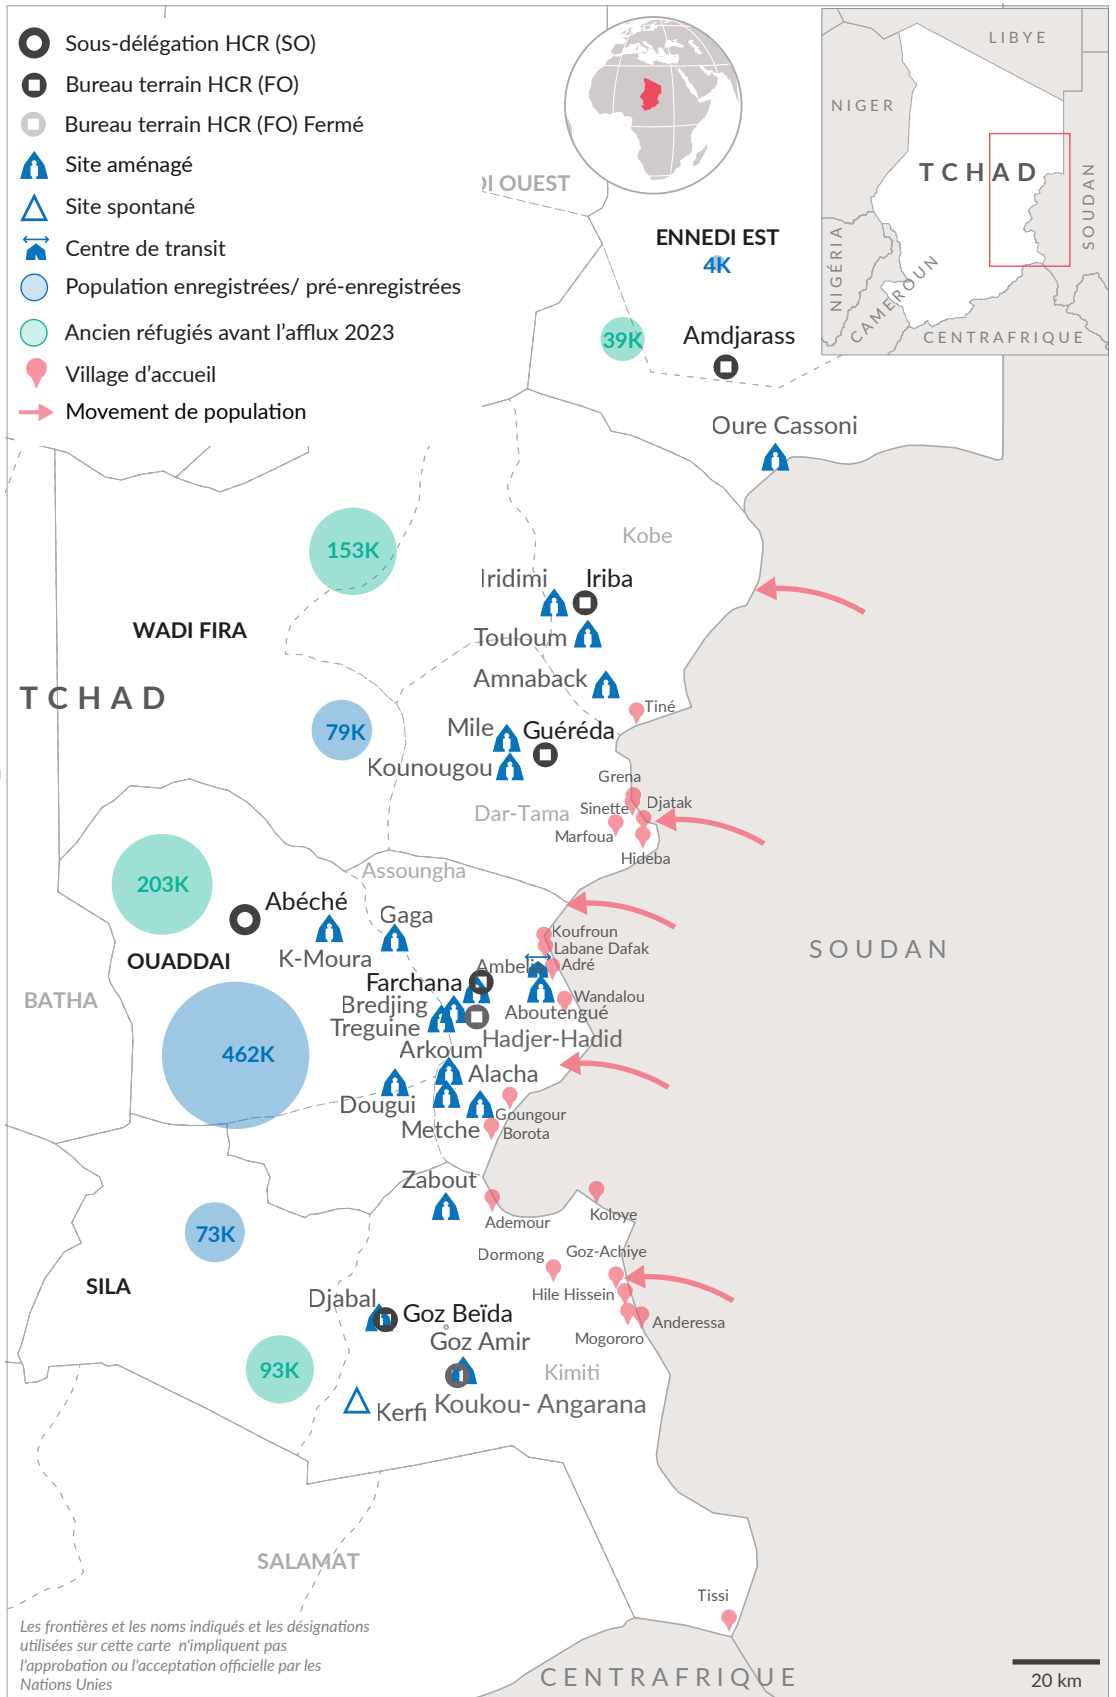 Sous-délégation HCR (SO)
Bureau terrain HCR (FO)
Bureau terrain HCR (FO) Fermé
Site aménagé
Site spontané
Centre de transit
Population enregistrées/ pré-enregistrées
Ancien réfugiés avant l'afflux 2023
Village d'accueil
Movement de population
LIBYE
NIGER
TCHAD
SOUDAN
NIGÉRIA
CAMEROUN
CENTRAFRIQUE
DI OUEST
ENNEDI EST
4K
39K
Amdjarass
Oure Cassoni
153K
Kobe
Iridimi
Iriba
WADI FIRA
Touloum
Amnaback
TCHAD
Tiné
79K
Mile
Guéréda
Kounougou
Grena
Sinette
Djatak
Dar-Tama
Marfoua
Hideba
Assoungha
203K
Abéché
Gaga
Koufroun
Labane Dafak
OUADDAI
K-Moura
Ambelia
Adré
SOUDAN
BATHA
Farchana
Wandalou
Bredjing
Aboutengué
Treguine
Hadjer-Hadid
462K
Arkoum
Alacha
Dougui
Goungour
Metche
Borota
Zabout
Ademour
Koloye
73K
Dormong
Goz-Achiye
SILA
Hile Hissein
Djabal
Goz Beïda
Anderessa
Goz Amir
Mogororo
93K
Kimiti
Kerfi
Koukou- Angarana
SALAMAT
Tissi
Les frontières et les noms indiqués et les désignations
utilisées sur cette carte n'impliquent pas
l'approbation ou l'acceptation officielle par les
Nations Unies
CENTRAFRIQUE
20 km